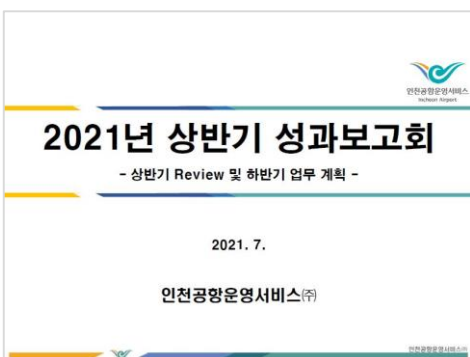 인천공항운영서비스
Incheon Airport
2021년 상반기 성과보고회
- 상반기 Review 및 하반기 업무 계획 -
2021. 7.
인천공항운영서비스㈜
인천공항운영서비스㈜